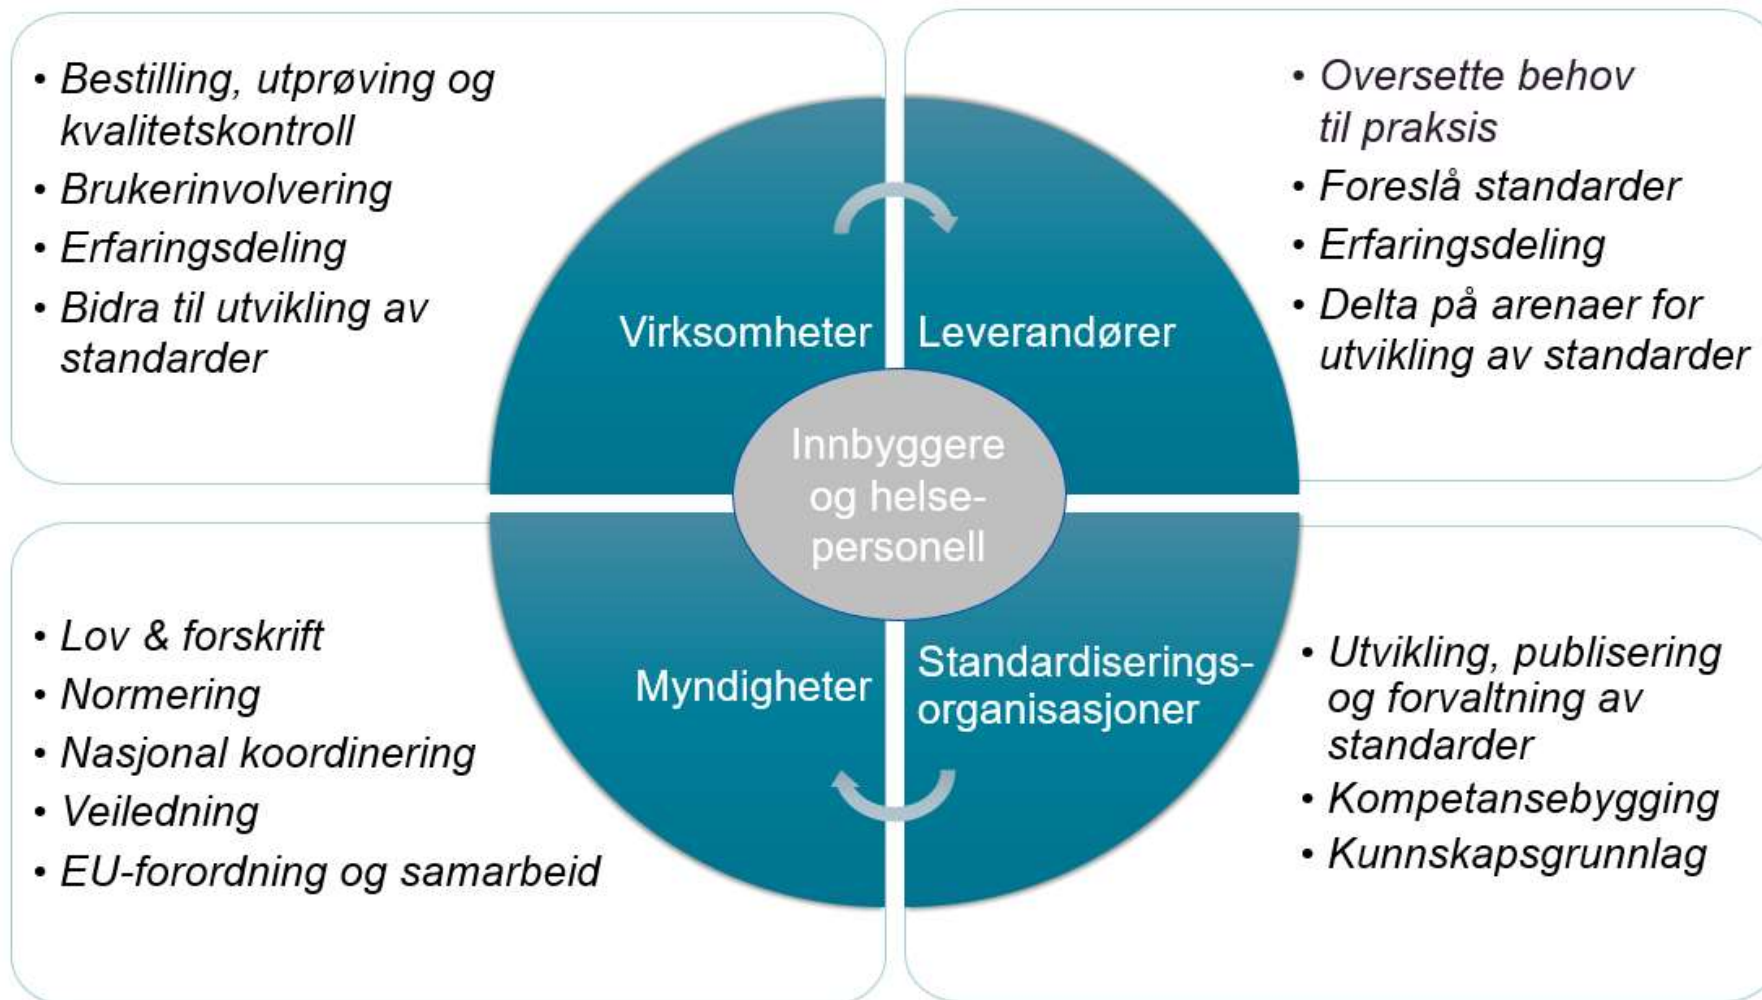 • Bestilling, utprøving og
kvalitetskontroll
• Brukerinvolvering
• Erfaringsdeling
• Bidra til utvikling av
standarder
• Oversette behov
til praksis
• Foreslå standarder
• Erfaringsdeling
• Delta på arenaer for
utvikling av standarder
Virksomheter
Leverandører
Innbyggere
og helse-
personell
Myndigheter
Standardiserings-
organisasjoner
• Lov & forskrift
• Normering
• Nasjonal koordinering
• Veiledning
• EU-forordning og samarbeid
• Utvikling, publisering
og forvaltning av
standarder
• Kompetansebygging
• Kunnskapsgrunnlag